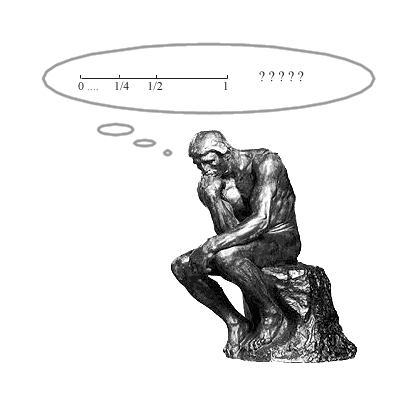 0 .... 1/4 1/2 1 ? ? ? ? ?